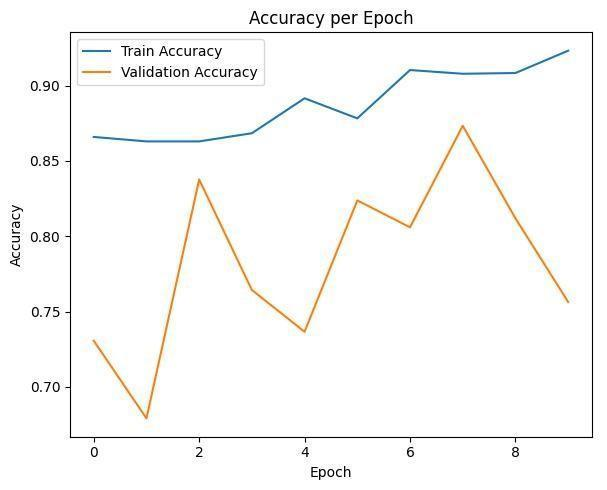 Accuracy per Epoch
Train Accuracy
Validation Accuracy
0.90
0.85
0.80
0.75
0.70
Accuracy
0 2 4 6 8
Epoch